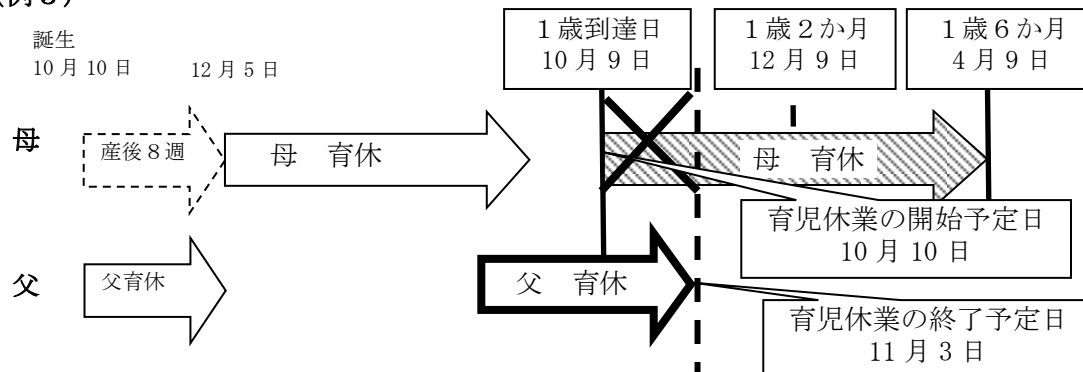 (例5)
１歳到達日
10月9日
１歳２か月
12月9日
１歳６か月
4月9日
誕生
10月10日
12月5日
母
産後８週
母　育休
母　育休
育児休業の開始予定日
10月10日
父
父育休
父　育休
育児休業の終了予定日
11月3日